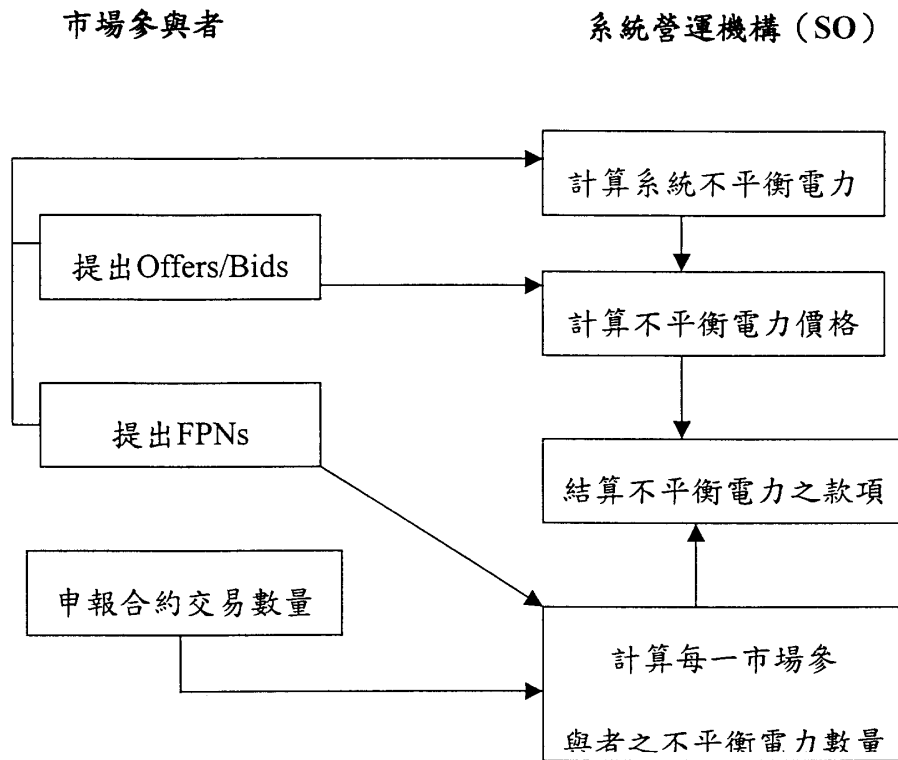 市場參與者
系統營運機構（SO）
計算系統不平衡電力
提出Offers/Bids
計算不平衡電力價格
提出FPNs
結算不平衡電力之款項
申報合約交易數量
計算每一市場參
與者之不平衡電力數量